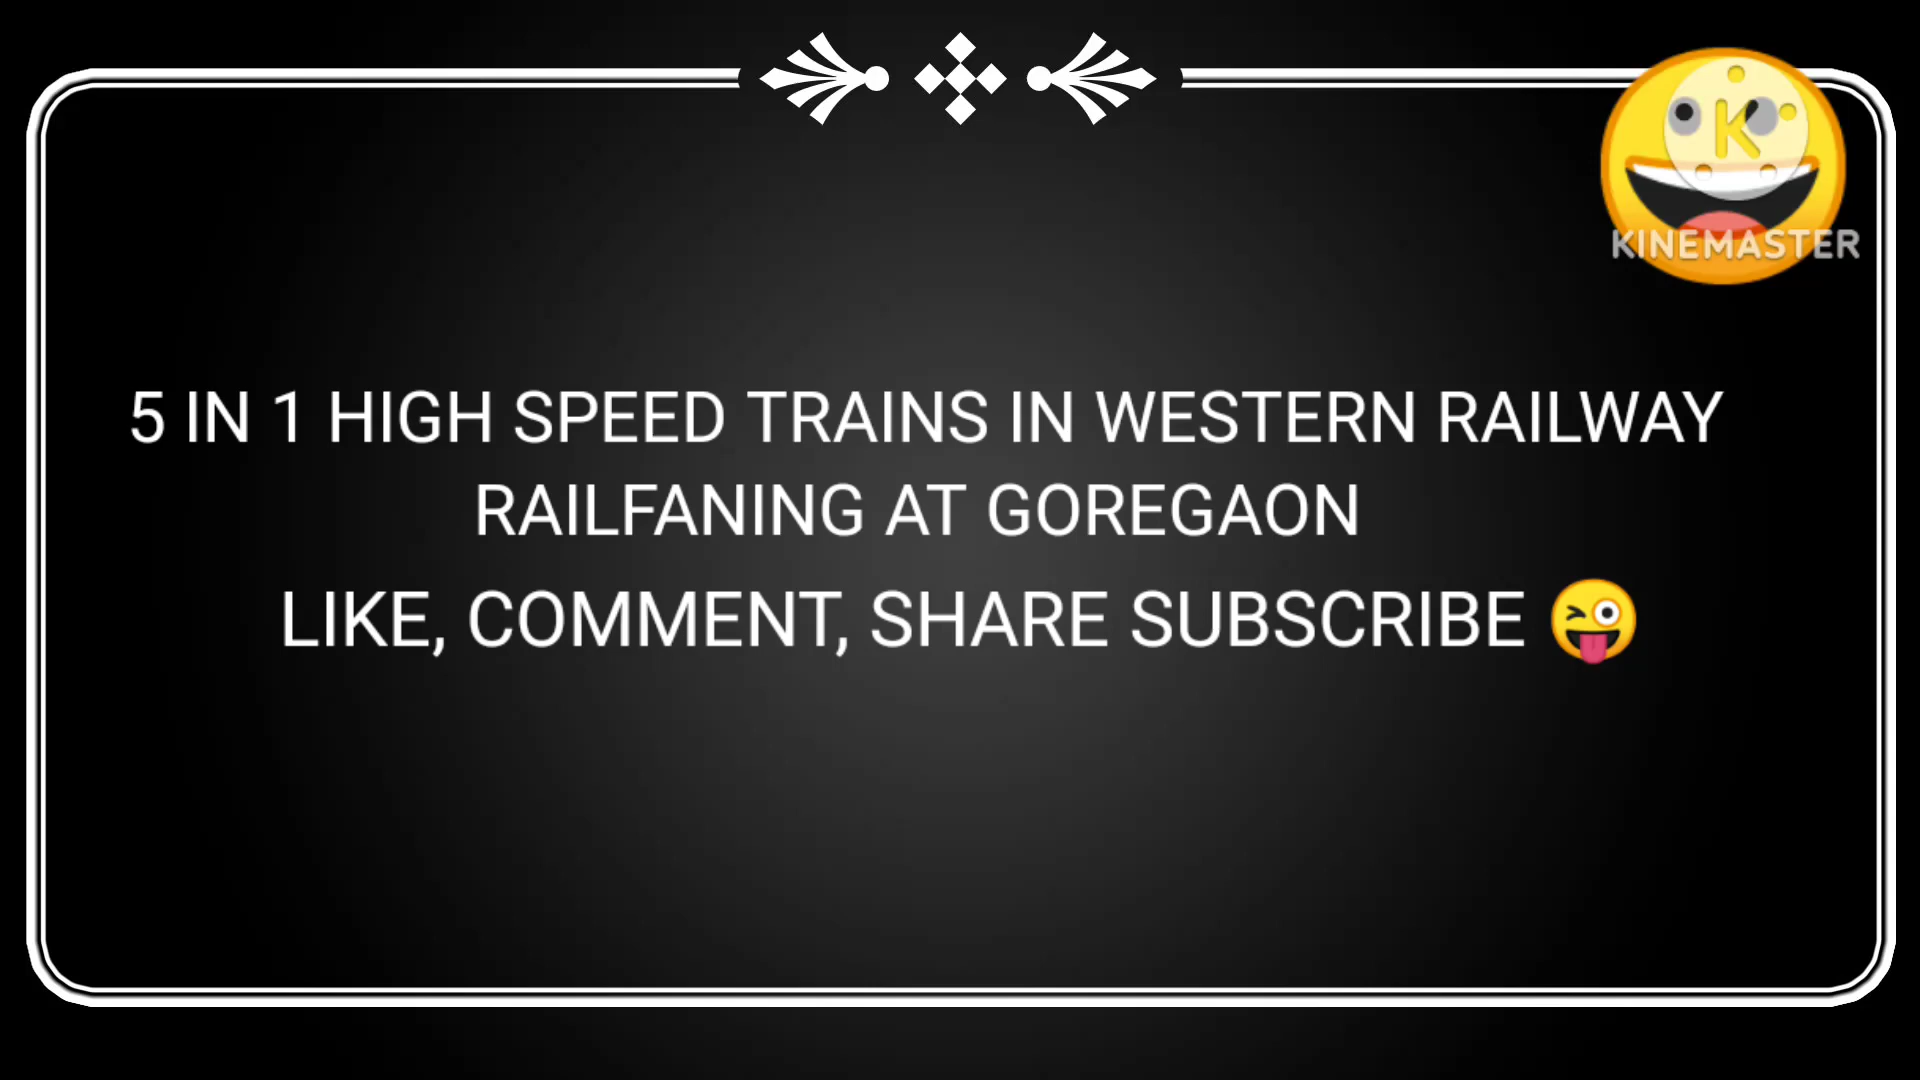 K
KINEMASTER
5 IN 1 HIGH SPEED TRAINS IN WESTERN RAILWAY
RAILFANING AT GOREGAON
LIKE, COMMENT, SHARE SUBSCRIBE 😜